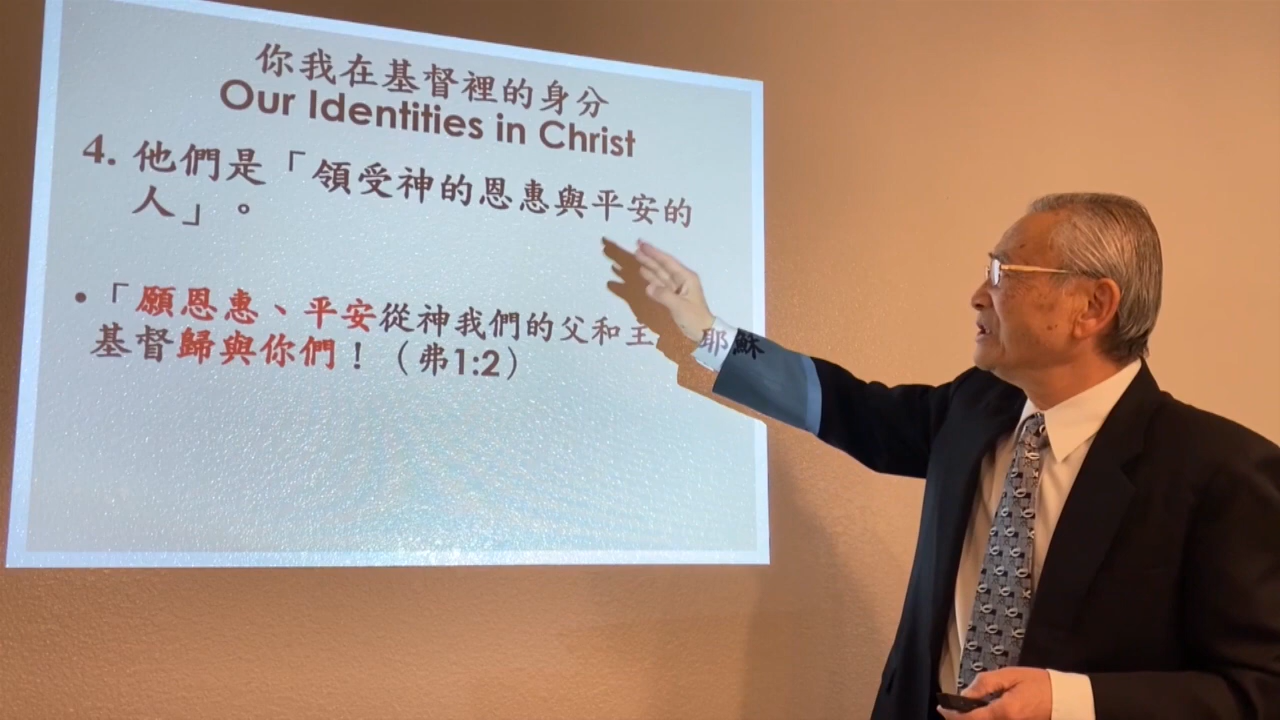 你我在基督裡的身分
Our Identities in Christ
4. 他們是「領受神的恩惠與平安的
人」。
• 「願恩惠、平安從神我們的父和主耶穌
基督歸與你們！（弗1:2）